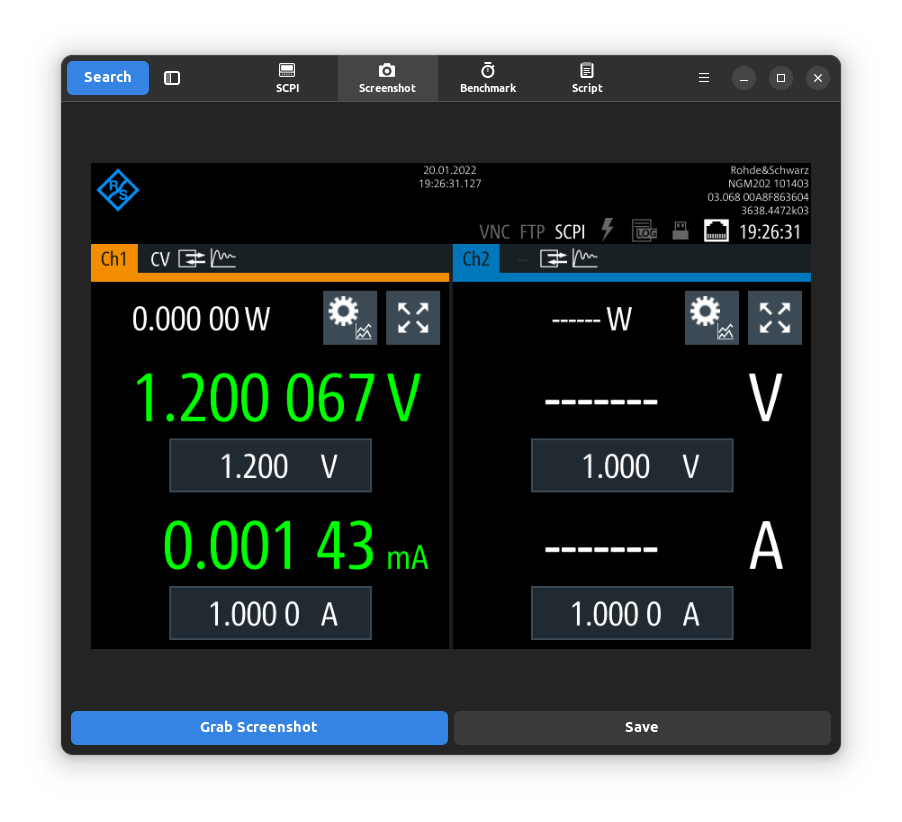 Search
SCPI Screenshot Benchmark Script
20.01.2022
19:26:31.127
Rohde&Schwarz
NGM202 101403
03.068 00A8F863604
3638.4472k03
R&S
VNC FTP SCPI LOG 19:26:31
Ch1 CV
0.000 00 W
1.200 067 V
1.200 V
0.001 43 mA
1.000 0 A
Ch2 --
------ W
------- V
1.000 V
------- A
1.000 0 A
Grab Screenshot Save